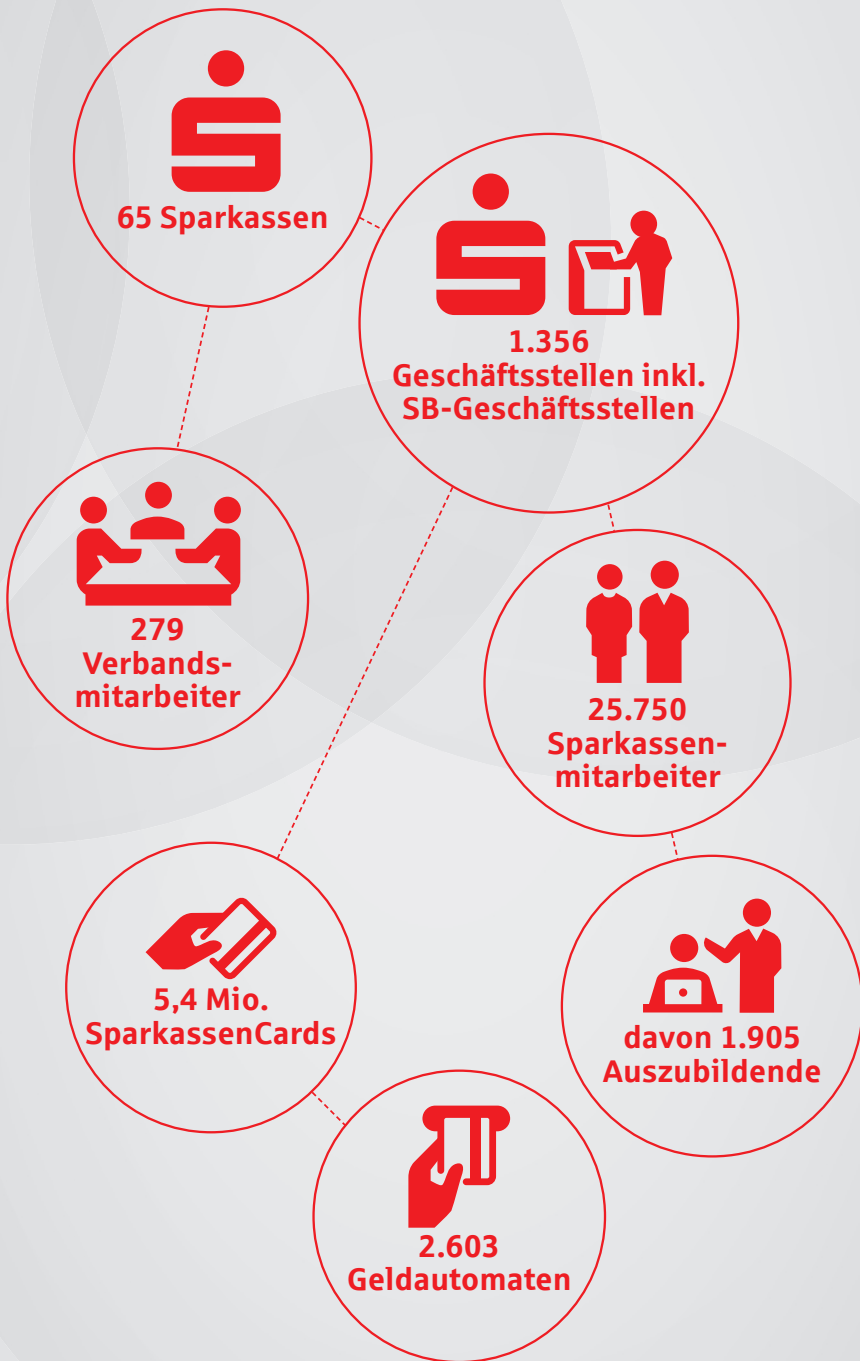 65 Sparkassen
1.356
Geschäftsstellen inkl.
SB-Geschäftsstellen
279
Verbands-
mitarbeiter
25.750
Sparkassen-
mitarbeiter
5,4 Mio.
SparkassenCards
davon 1.905
Auszubildende
2.603
Geldautomaten